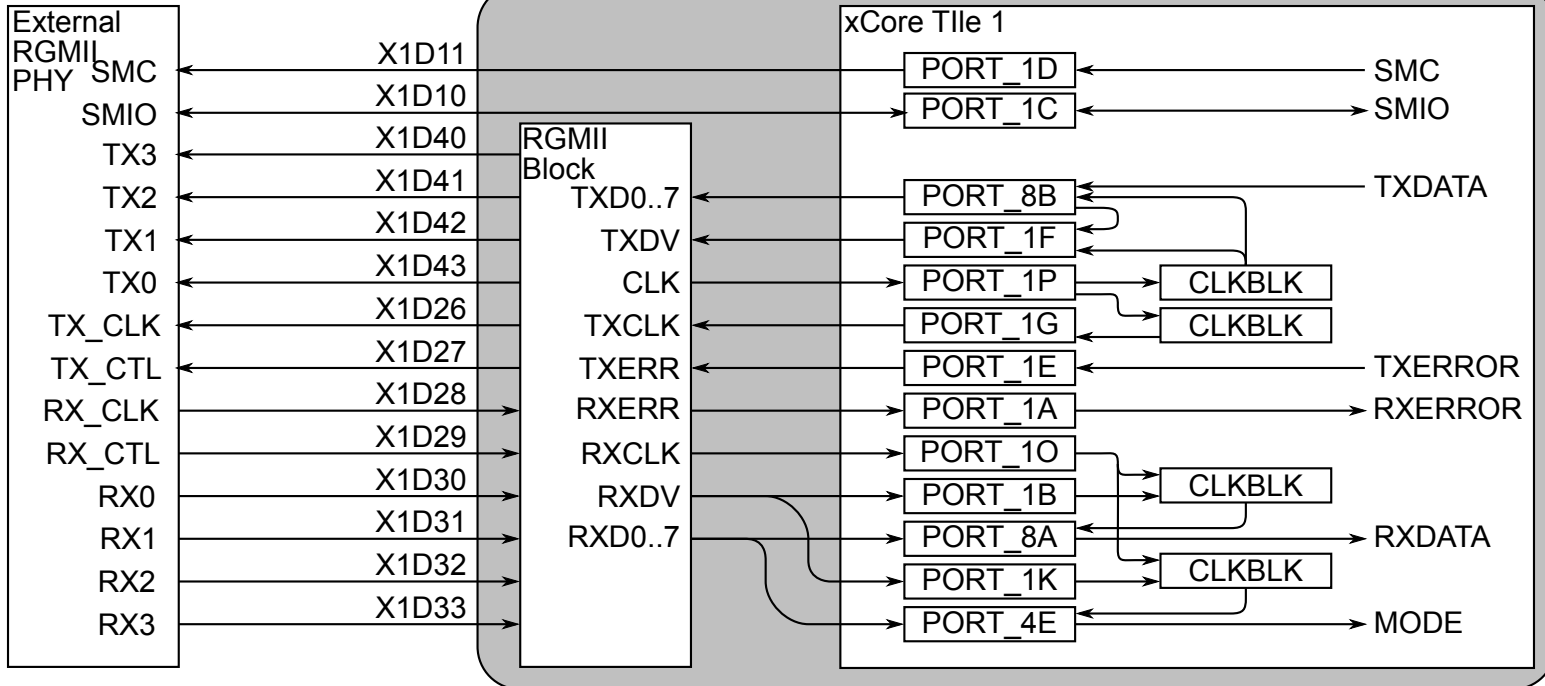 External
RGMII
PHY
SMC
SMIO
TX3
TX2
TX1
TX0
TX_CLK
TX_CTL
RX_CLK
RX_CTL
RX0
RX1
RX2
RX3
X1D11
X1D10
X1D40
X1D41
X1D42
X1D43
X1D26
X1D27
X1D28
X1D29
X1D30
X1D31
X1D32
X1D33
RGMII
Block
TXD0..7
TXDV
CLK
TXCLK
TXERR
RXERR
RXCLK
RXDV
RXD0..7
xCore TIle 1
PORT_1D
PORT_1C
PORT_8B
PORT_1F
PORT_1P
PORT_1G
PORT_1E
PORT_1A
PORT_1O
PORT_1B
PORT_8A
PORT_1K
PORT_4E
CLKBLK
CLKBLK
CLKBLK
CLKBLK
SMC
SMIO
TXDATA
TXERROR
RXERROR
RXDATA
MODE